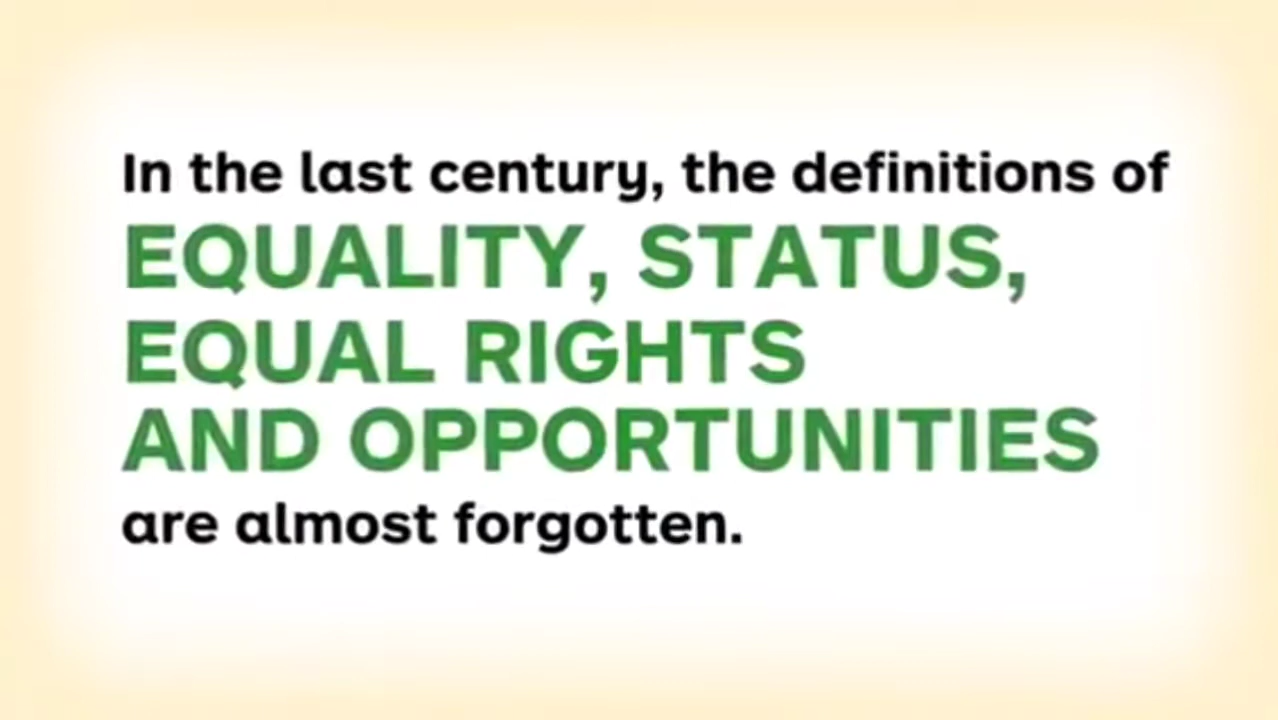 In the last century, the definitions of
EQUALITY, STATUS,
EQUAL RIGHTS
AND OPPORTUNITIES
are almost forgotten.